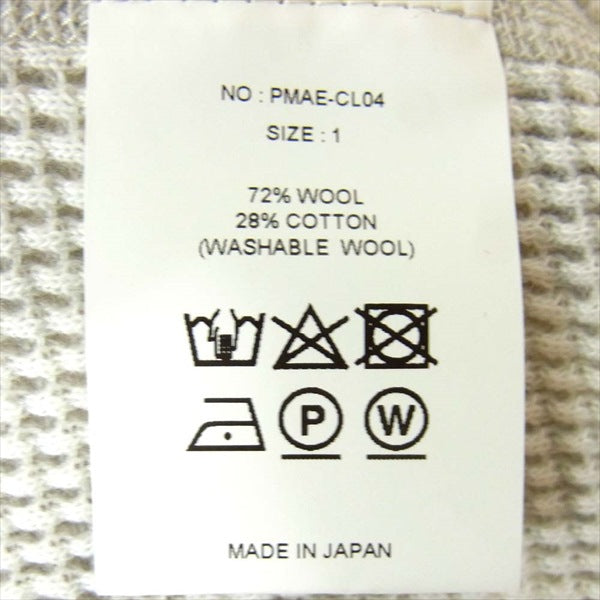 NO : PMAE-CL04
SIZE : 1
72% WOOL
28% COTTON
(WASHABLE WOOL)
P W
MADE IN JAPAN